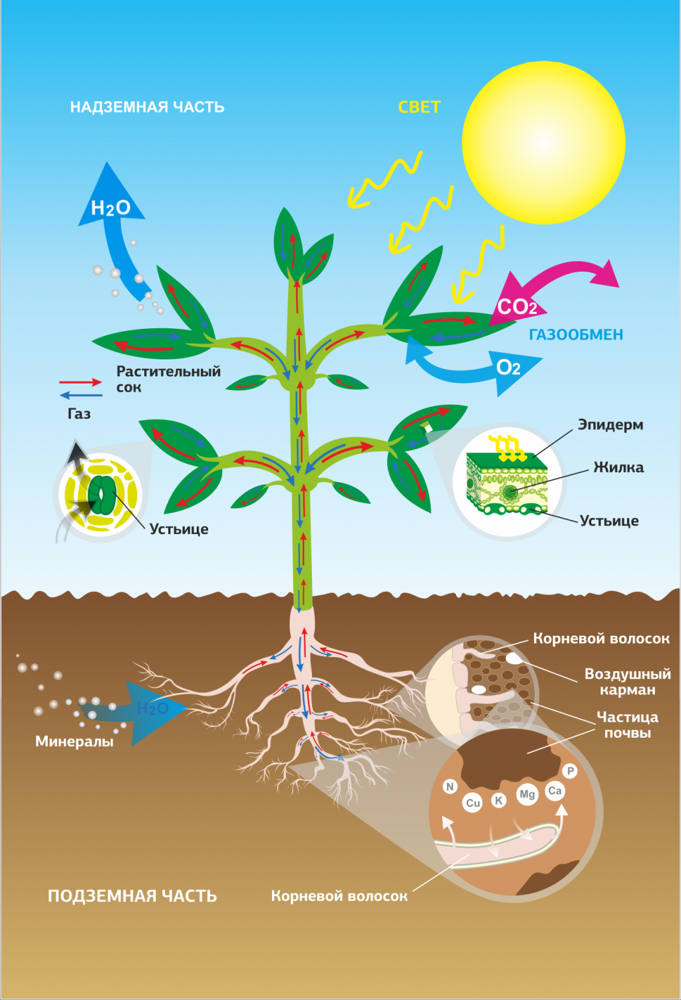 НАДЗЕМНАЯ ЧАСТЬ
СВЕТ
H2O
CO2
ГАЗООБМЕН
O2
Растительный
сок
Газ
Эпидерм
Жилка
Устьице
Устьице
Корневой волосок
Воздушный
карман
H2O
Частица
почвы
Минералы
P
N
Cu
K
Mg
Ca
ПОДЗЕМНАЯ ЧАСТЬ
Корневой волосок